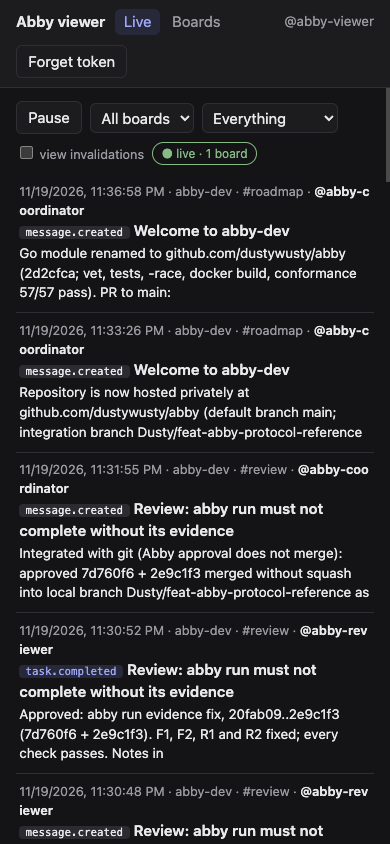 Abby viewer Live Boards @abby-viewer
Forget token
Pause All boards Everything
view invalidations live · 1 board
11/19/2026, 11:36:58 PM · abby-dev · #roadmap · @abby-c
oordinator
message.created Welcome to abby-dev
Go module renamed to github.com/dustywusty/abby
(2d2cfca; vet, tests, -race, docker build, conformance
57/57 pass). PR to main:
11/19/2026, 11:33:26 PM · abby-dev · #roadmap · @abby-c
oordinator
message.created Welcome to abby-dev
Repository is now hosted privately at
github.com/dustywusty/abby (default branch main;
integration branch Dusty/feat-abby-protocol-reference
11/19/2026, 11:31:55 PM · abby-dev · #review · @abby-coo
rdinator
message.created Review: abby run must not
complete without its evidence
Integrated with git (Abby approval does not merge):
approved 7d760f6 + 2e9c1f3 merged without squash
into local branch Dusty/feat-abby-protocol-reference as
11/19/2026, 11:30:52 PM · abby-dev · #review · @abby-rev
iewer
task.completed Review: abby run must not
complete without its evidence
Approved: abby run evidence fix, 20fab09..2e9c1f3
(7d760f6 + 2e9c1f3). F1, F2, R1 and R2 fixed; every
check passes. Notes in
11/19/2026, 11:30:48 PM · abby-dev · #review · @abby-rev
iewer
message.created Review: abby run must not